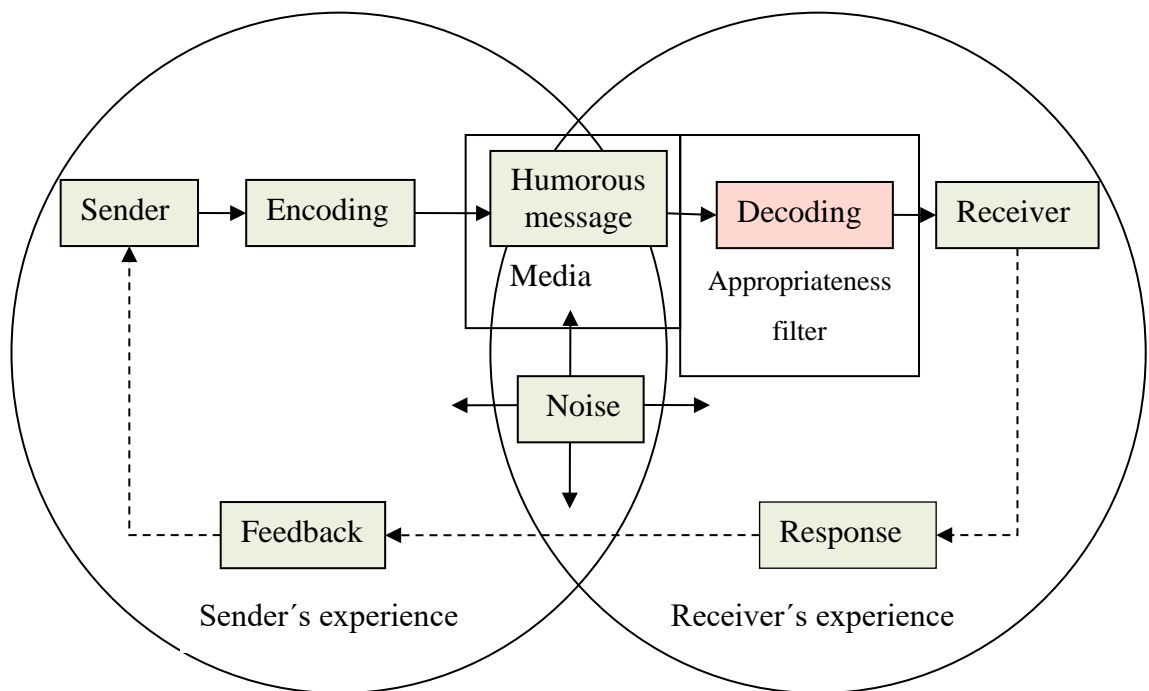 Sender
Encoding
Humorous
message
Decoding
Receiver
Media
Appropriateness
filter
Noise
Feedback
Response
Sender´s experience
Receiver´s experience